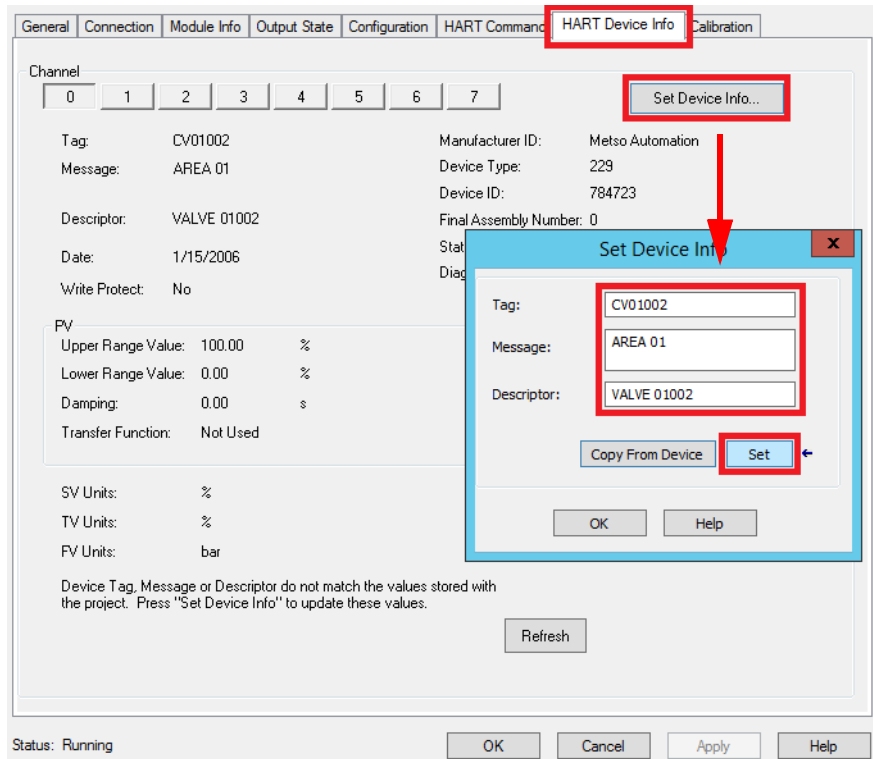 General Connection Module Info Output State Configuration HART Command HART Device Info Calibration
Channel
0 1 2 3 4 5 6 7 Set Device Info...
Tag: CV01002
Message: AREA 01
Descriptor: VALVE 01002
Date: 1/15/2006
Write Protect: No
Manufacturer ID: Metso Automation
Device Type: 229
Device ID: 784723
Final Assembly Number: 0
Stat
Diag
PV
Upper Range Value: 100.00 %
Lower Range Value: 0.00 %
Damping: 0.00 s
Transfer Function: Not Used
SV Units: %
TV Units: %
FV Units: bar
Device Tag, Message or Descriptor do not match the values stored with
the project. Press "Set Device Info" to update these values.
Refresh
Set Device Info x
Tag: CV01002
Message: AREA 01
Descriptor: VALVE 01002
Copy From Device Set
OK Help
Status: Running OK Cancel Apply Help